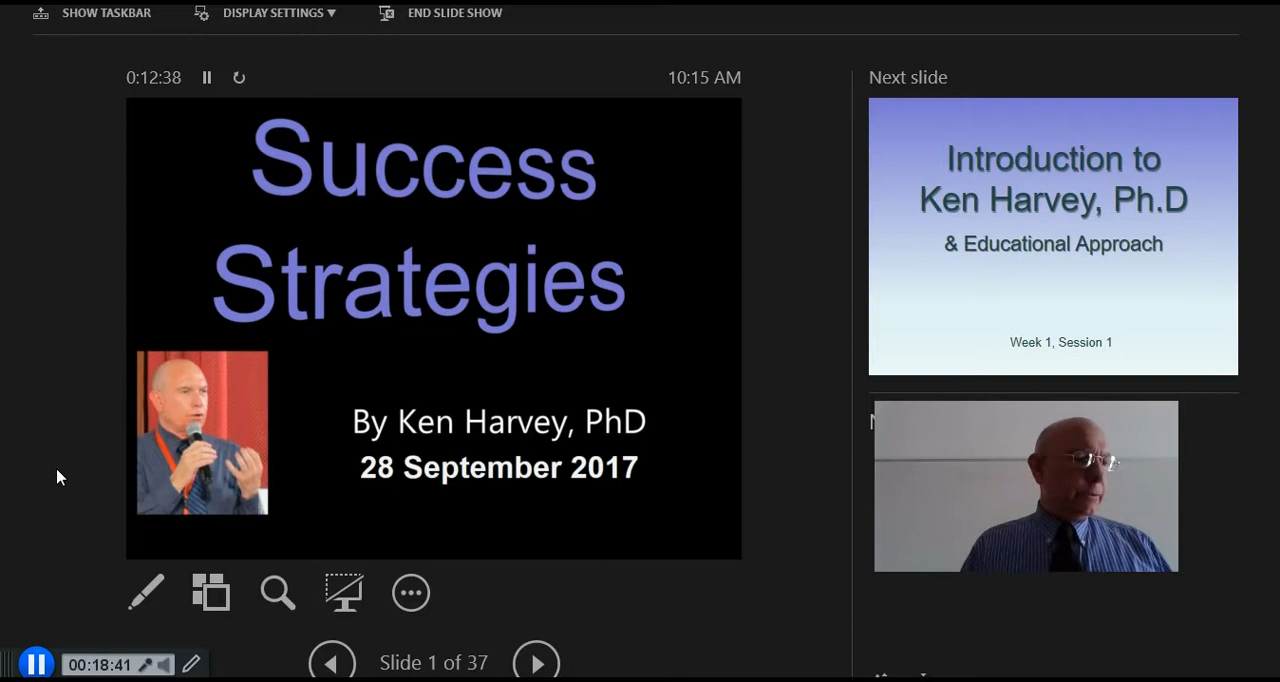 SHOW TASKBAR
DISPLAY SETTINGS ▼
END SLIDE SHOW
0:12:38
10:15 AM
Success
Strategies
By Ken Harvey, PhD
28 September 2017
Next slide
Introduction to
Ken Harvey, Ph.D
& Educational Approach
Week 1, Session 1
00:18:41
Slide 1 of 37